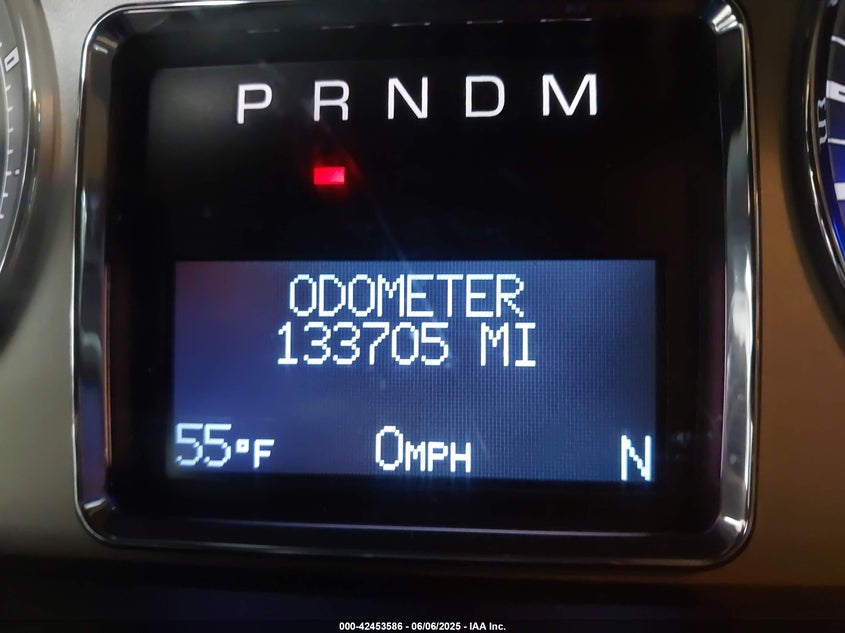 P R N D M
ODOMETER
133705 MI
55°F 0MPH N
000-42453586 - 06/06/2025 - IAA Inc.